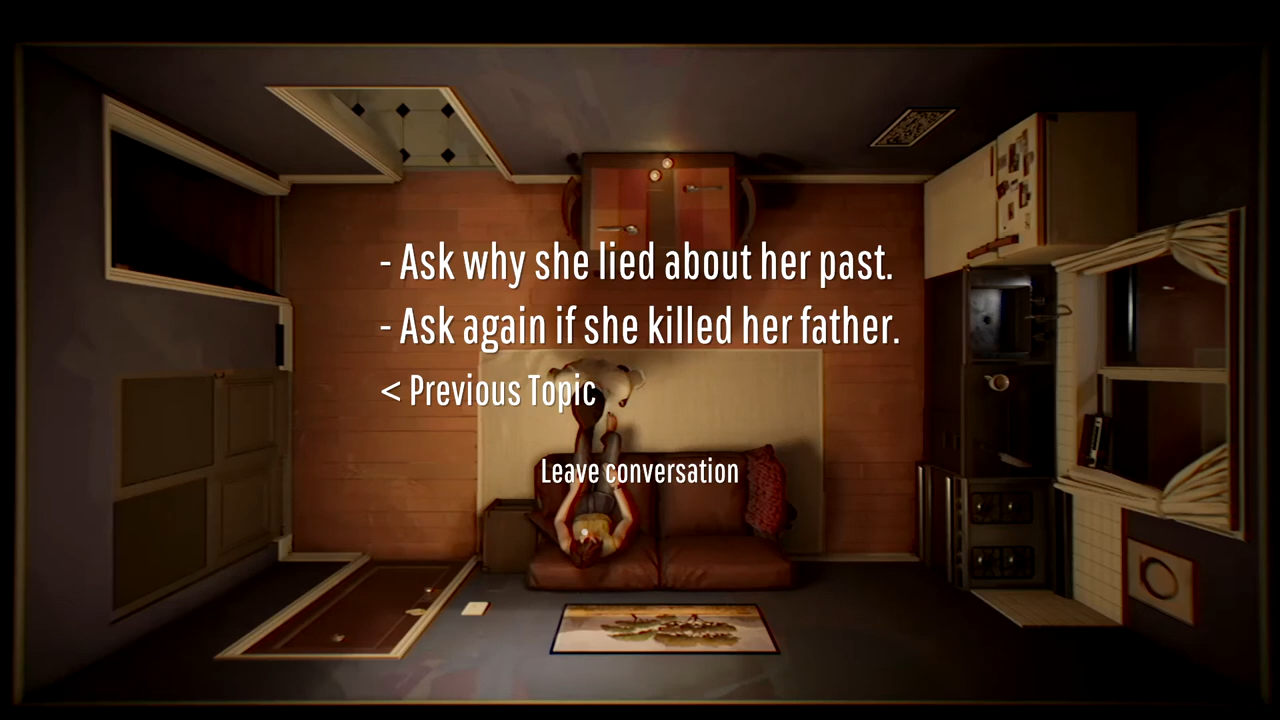 - Ask why she lied about her past.
- Ask again if she killed her father.
< Previous Topic
Leave conversation